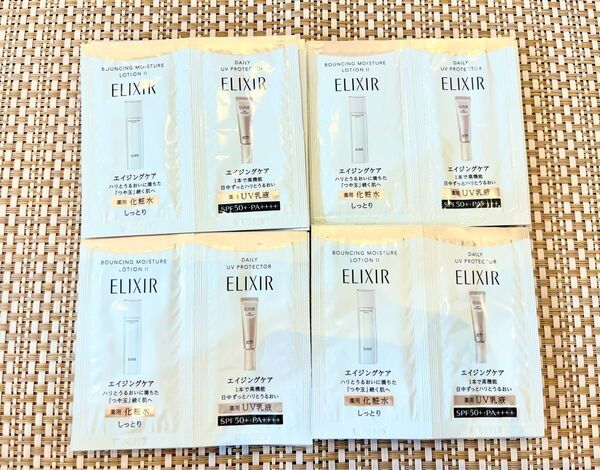 BOUNCING MOISTURE
LOTION II
ELIXIR
エイジングケア
ハリとうるおいに満ちた
「つや玉」続く肌へ
薬用 化粧水
しっとり
DAILY
UV PROTECTOR
ELIXIR
エイジングケア
1本で高機能
日中ずっとハリとうるおい
UV乳液
SPF50+・PA++++
BOUNCING MOISTURE
LOTION II
ELIXIR
エイジングケア
ハリとうるおいに満ちた
「つや玉」続く肌へ
薬用 化粧水
しっとり
DAILY
UV PROTECTOR
ELIXIR
エイジングケア
1本で高機能
日中ずっとハリとうるおい
薬用 UV乳液
SPF50+・PA++++
BOUNCING MOISTURE
LOTION II
ELIXIR
ELIXIR
エイジングケア
ハリとうるおいに満ちた
「つや玉」続く肌へ
薬用 化粧水
しっとり
DAILY
UV PROTECTOR
ELIXIR
エイジングケア
1本で高機能
日中ずっとハリとうるおい
薬用 UV乳液
SPF50+・PA++++
BOUNCING MOISTURE
LOTION II
ELIXIR
ELIXIR
エイジングケア
ハリとうるおいに満ちた
「つや玉」続く肌へ
薬用 化粧水
しっとり
DAILY
UV PROTECTOR
ELIXIR
エイジングケア
1本で高機能
日中ずっとハリとうるおい
薬用 UV乳液
SPF50+・PA++++